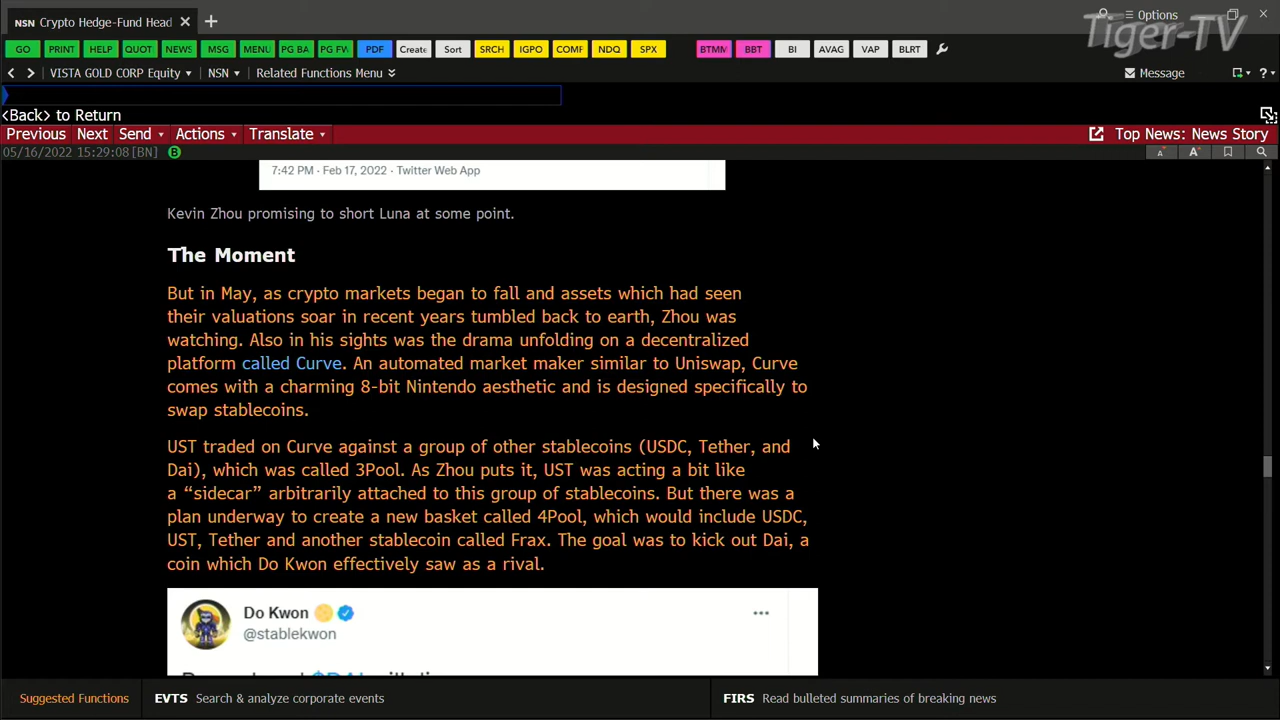 NSN Crypto Hedge-Fund Head
Options
Tiger-TV
GO PRINT HELP QUOT NEWS MSG MENU PG BA PG FW PDF Create Sort SRCH IGPO COMF NDQ SPX BTMM BBT BI AVAG VAP BLRT
VISTA GOLD CORP Equity NSN Related Functions Menu Message ?
<Back> to Return
Previous Next Send Actions Translate Top News: News Story
05/16/2022 15:29:08 [BN] B A A
7:42 PM · Feb 17, 2022 · Twitter Web App
Kevin Zhou promising to short Luna at some point.
The Moment
But in May, as crypto markets began to fall and assets which had seen
their valuations soar in recent years tumbled back to earth, Zhou was
watching. Also in his sights was the drama unfolding on a decentralized
platform called Curve. An automated market maker similar to Uniswap, Curve
comes with a charming 8-bit Nintendo aesthetic and is designed specifically to
swap stablecoins.
UST traded on Curve against a group of other stablecoins (USDC, Tether, and
Dai), which was called 3Pool. As Zhou puts it, UST was acting a bit like
a “sidecar” arbitrarily attached to this group of stablecoins. But there was a
plan underway to create a new basket called 4Pool, which would include USDC,
UST, Tether and another stablecoin called Frax. The goal was to kick out Dai, a
coin which Do Kwon effectively saw as a rival.
Do Kwon
@stablekwon
Suggested Functions EVTS Search & analyze corporate events FIRS Read bulleted summaries of breaking news